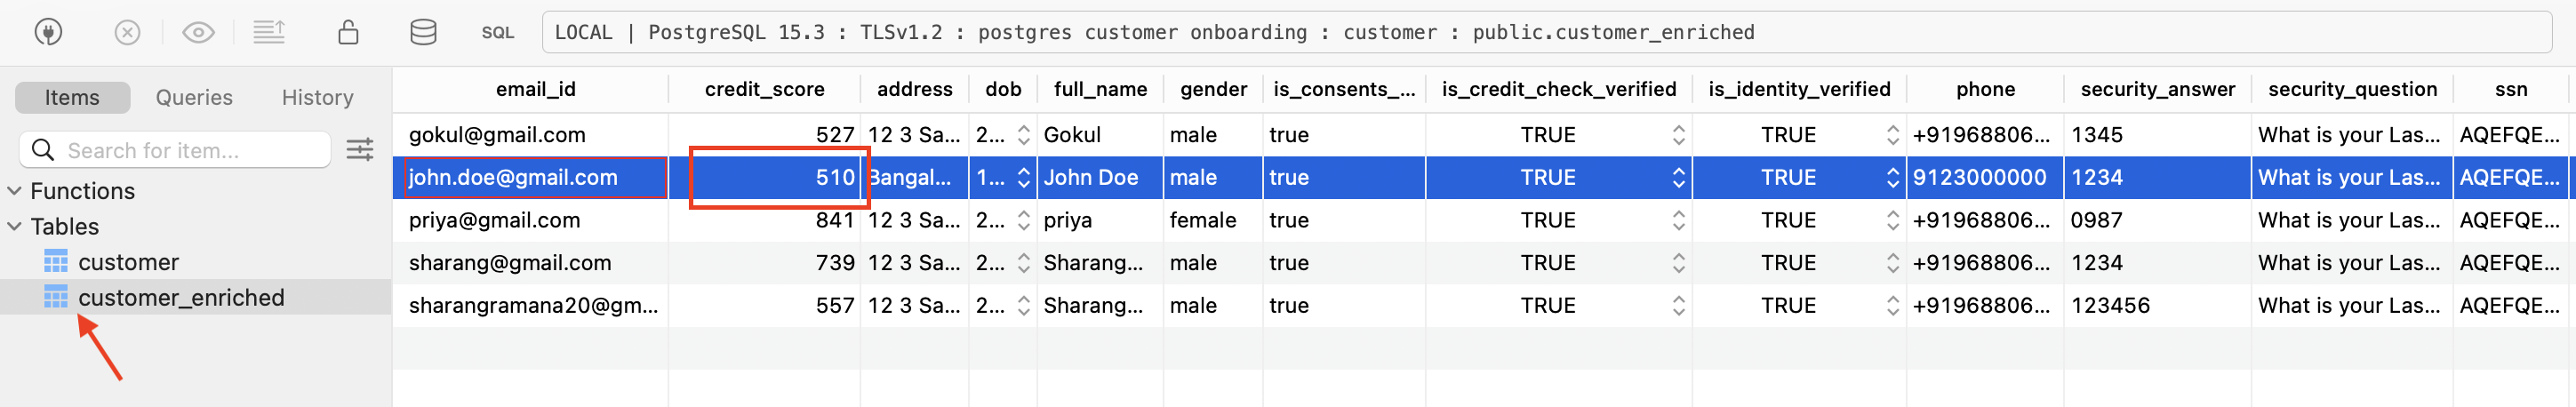 SQL LOCAL | PostgreSQL 15.3 : TLSv1.2 : postgres customer onboarding : customer : public.customer_enriched
Items Queries History
Search for item...
Functions
Tables
customer
customer_enriched
email_id credit_score address dob full_name gender is_consents_... is_credit_check_verified is_identity_verified phone security_answer security_question ssn
gokul@gmail.com 527 12 3 Sa... 2... Gokul male true TRUE TRUE +91968806... 1345 What is your Las... AQEFQE...
john.doe@gmail.com 510 Bangal... 1... John Doe male true TRUE TRUE 9123000000 1234 What is your Las... AQEFQE...
priya@gmail.com 841 12 3 Sa... 2... priya female true TRUE TRUE +91968806... 0987 What is your Las... AQEFQE...
sharang@gmail.com 739 12 3 Sa... 2... Sharang... male true TRUE TRUE +91968806... 1234 What is your Las... AQEFQE...
sharangramana20@gm... 557 12 3 Sa... 2... Sharang... male true TRUE TRUE +91968806... 123456 What is your Las... AQEFQE...